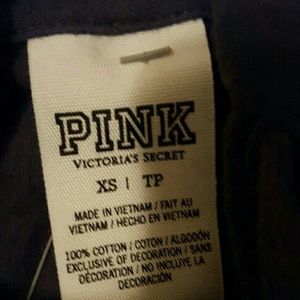 PINK
VICTORIA'S SECRET
XS | TP
MADE IN VIETNAM / FAIT AU
VIETNAM / HECHO EN VIETNAM
100% COTTON / COTON / ALGODÓN
EXCLUSIVE OF DECORATION / SANS
DÉCORATION / NO INCLUYE LA
DECORACIÓN